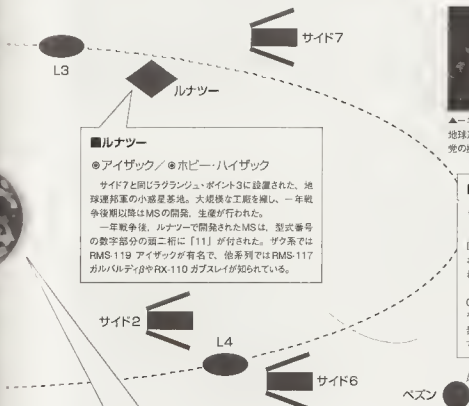 サイド7
L3
ルナツー
■ルナツー
◉アイザック/◉ホビー・ハイザック
サイド7と同じラグランジュ・ポイント3に設置された、地
球連邦軍の小惑星基地。大規模な工廠を擁し、一年戦
争後期以降はMSの開発、生産が行われた。
一年戦争後、ルナツーで開発されたMSは、型式番号
の数字部分の頭二桁に「11」が付された。ザク系では
RMS-119 アイザックが有名で、他系列ではRMS-117
ガルバルディβやRX-110 ガブスレイが知られている。
サイド2
L4
サイド6
ペズン
▲一
地球
党の